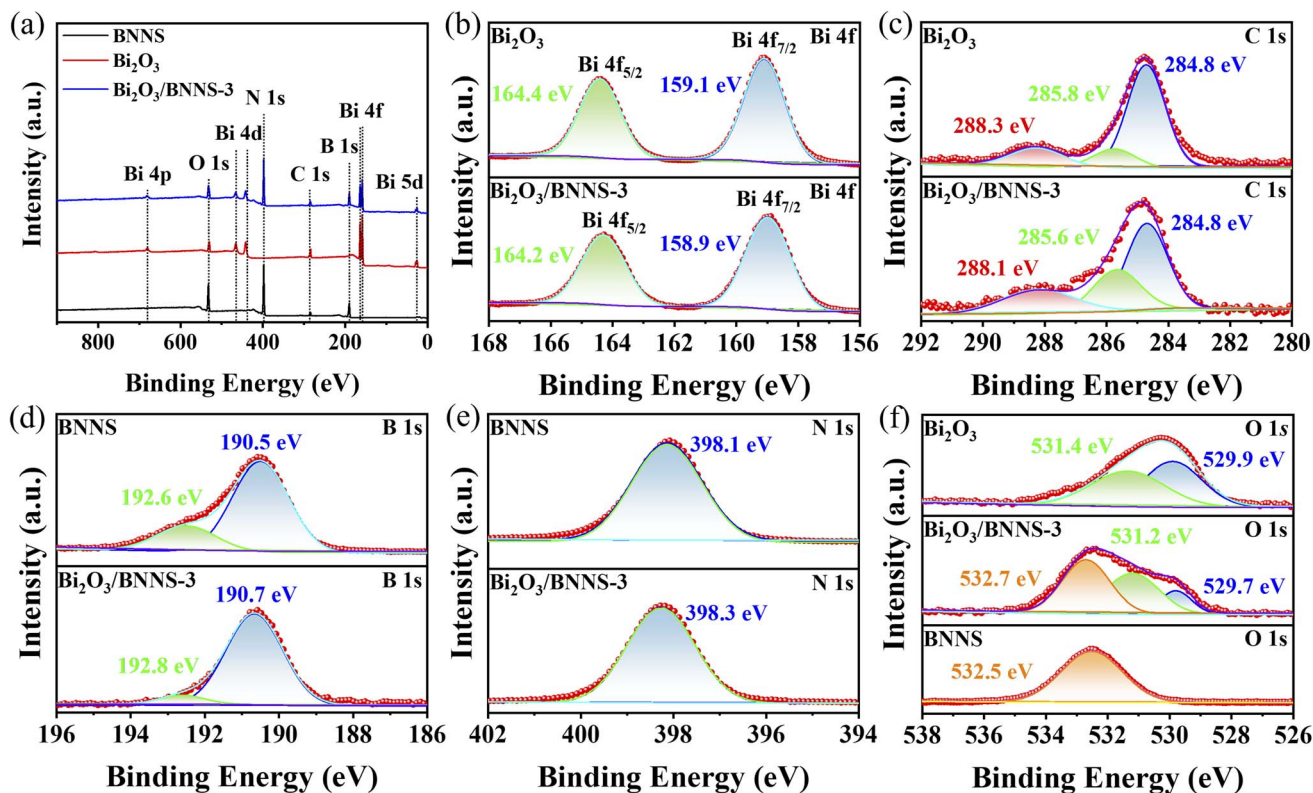 (a)
BNNS
Bi₂O₃
Bi₂O₃/BNNS-3
Bi 4p
O 1s
Bi 4d
N 1s
C 1s
B 1s
Bi 4f
Bi 5d
Intensity (a.u.)
800 600 400 200 0
Binding Energy (eV)
(b)
Bi₂O₃
Bi 4f
Bi 4f₅/₂
Bi 4f₇/₂
164.4 eV
159.1 eV
Bi₂O₃/BNNS-3
Bi 4f
Bi 4f₅/₂
Bi 4f₇/₂
164.2 eV
158.9 eV
Intensity (a.u.)
168 166 164 162 160 158 156
Binding Energy (eV)
(c)
Bi₂O₃
C 1s
284.8 eV
285.8 eV
288.3 eV
Bi₂O₃/BNNS-3
C 1s
284.8 eV
285.6 eV
288.1 eV
Intensity (a.u.)
292 290 288 286 284 282 280
Binding Energy (eV)
(d)
BNNS
B 1s
190.5 eV
192.6 eV
Bi₂O₃/BNNS-3
B 1s
190.7 eV
192.8 eV
Intensity (a.u.)
196 194 192 190 188 186
Binding Energy (eV)
(e)
BNNS
N 1s
398.1 eV
Bi₂O₃/BNNS-3
N 1s
398.3 eV
Intensity (a.u.)
402 400 398 396 394
Binding Energy (eV)
(f)
Bi₂O₃
O 1s
531.4 eV
529.9 eV
Bi₂O₃/BNNS-3
O 1s
531.2 eV
532.7 eV
529.7 eV
BNNS
O 1s
532.5 eV
Intensity (a.u.)
538 536 534 532 530 528 526
Binding Energy (eV)